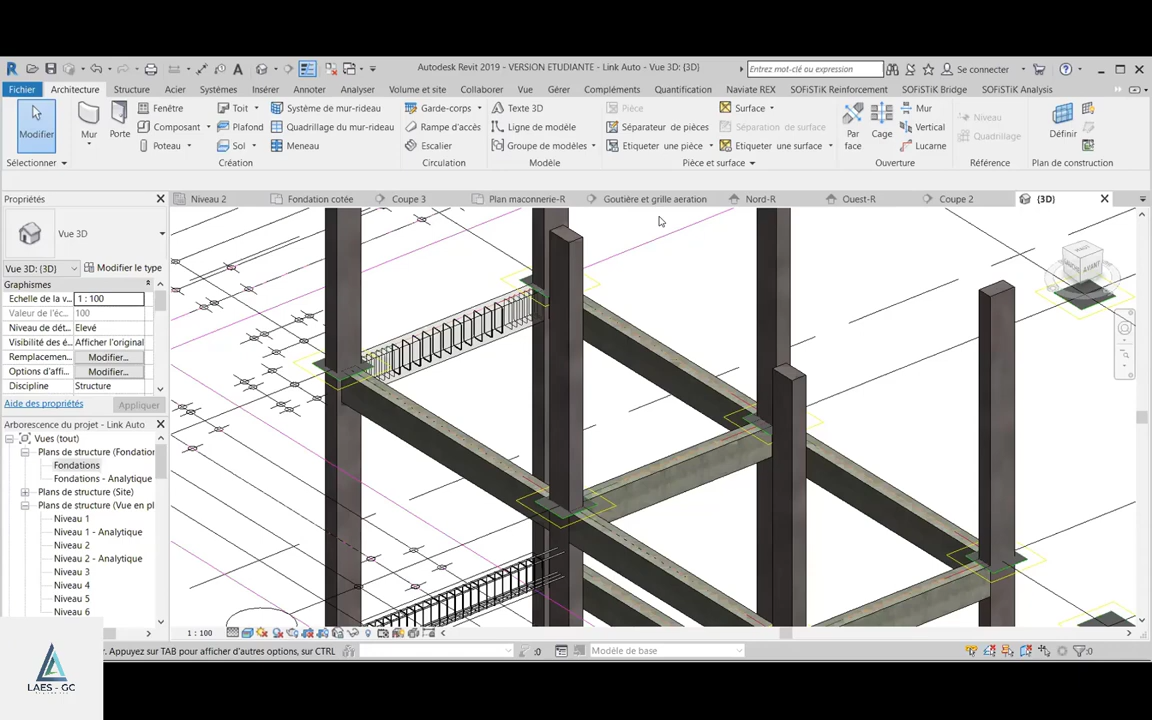 Autodesk Revit 2019 - VERSION ETUDIANTE - Link Auto - Vue 3D: {3D}
Entrez mot-clé ou expression
Se connecter
Fichier Architecture Structure Acier Systèmes Insérer Annoter Analyser Volume et site Collaborer Vue Gérer Compléments Quantification Naviate REX SOFiSTiK Reinforcement SOFiSTiK Bridge SOFiSTiK Analysis
Modifier
Mur
Porte
Fenêtre
Composant
Poteau
Toit
Plafond
Sol
Système de mur-rideau
Quadrillage du mur-rideau
Meneau
Garde-corps
Rampe d'accès
Escalier
Texte 3D
Ligne de modèle
Groupe de modèles
Pièce
Séparateur de pièces
Etiqueter une pièce
Surface
Séparation de surface
Etiqueter une surface
Par face
Cage
Mur
Vertical
Lucarne
Niveau
Quadrillage
Définir
Sélectionner Création Circulation Modèle Pièce et surface Ouverture Référence Plan de construction
Propriétés
Niveau 2 Fondation cotée Coupe 3 Plan maconnerie-R Goutière et grille aeration Nord-R Ouest-R Coupe 2 {3D}
Vue 3D
Vue 3D: {3D} Modifier le type
Graphismes
Echelle de la v... 1 : 100
Valeur de l'éc... 100
Niveau de dét... Elevé
Visibilité des é... Afficher l'original
Remplacemen... Modifier...
Options d'affi... Modifier...
Discipline Structure
Aide des propriétés Appliquer
Arborescence du projet - Link Auto
Vues (tout)
Plans de structure (Fondation
Fondations
Fondations - Analytique
Plans de structure (Site)
Plans de structure (Vue en pl
Niveau 1
Niveau 1 - Analytique
Niveau 2
Niveau 2 - Analytique
Niveau 3
Niveau 4
Niveau 5
Niveau 6
AVANT
1 : 100
r. Appuyez sur TAB pour afficher d'autres options, sur CTRL
:0
Modèle de base
:0
LAES - GC